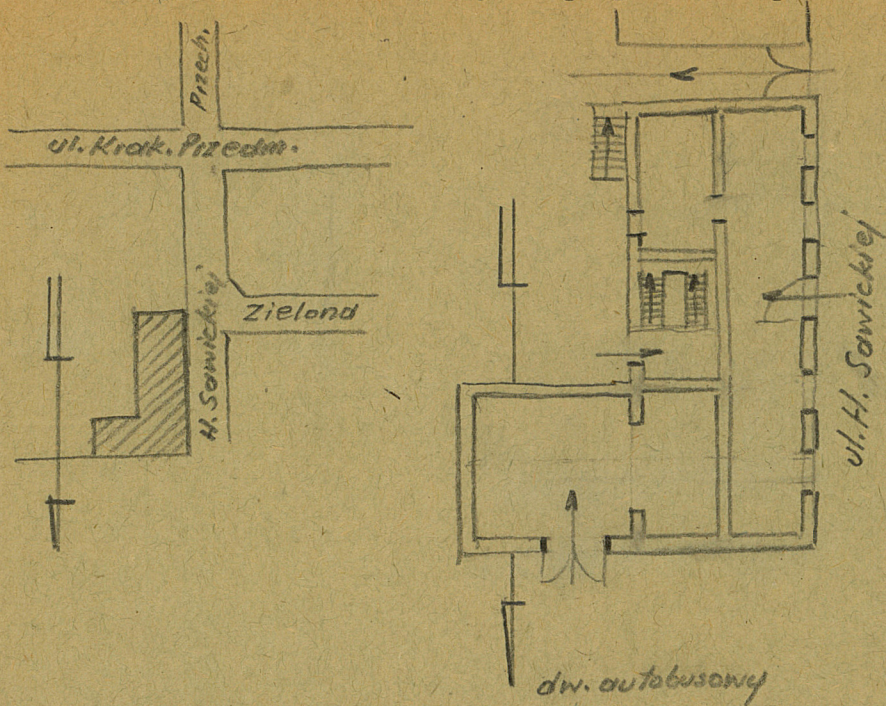 Przech.
ul. Krak. Przedm.
H. Sawickiej
Zielona
ul. H. Sawickiej
dw. autobusowy